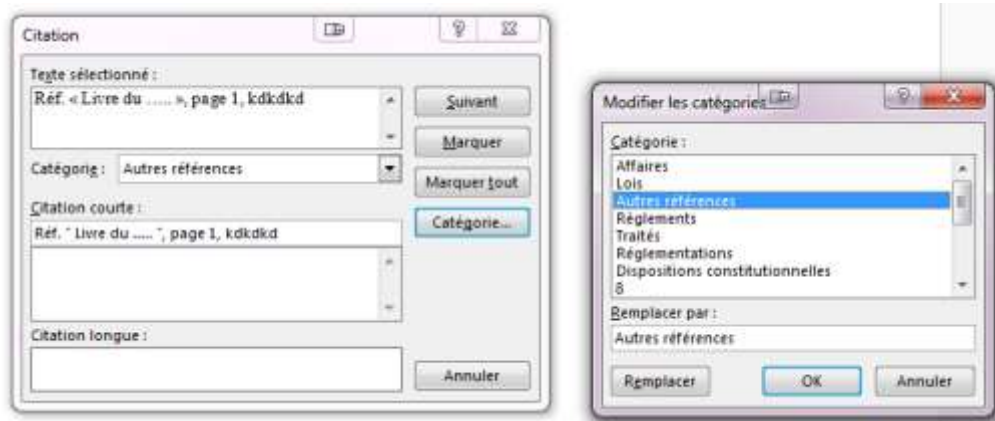 Citation
Texte sélectionné :
Réf. « Livre du ...... », page 1, kdkdkd
Suivant
Marquer
Catégorie : Autres références
Marquer tout
Citation courte :
Catégorie...
Réf. " Livre du ..... ", page 1, kdkdkd
Citation longue :
Annuler
Modifier les catégories
Catégorie :
Affaires
Lois
Autres références
Règlements
Traités
Réglementations
Dispositions constitutionnelles
8
Remplacer par :
Autres références
Remplacer
OK
Annuler